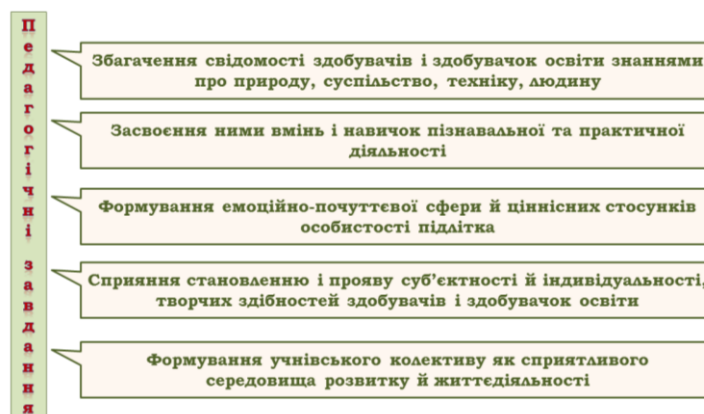 Педагогічні завдання
Збагачення свідомості здобувачів і здобувачок освіти знаннями
про природу, суспільство, техніку, людину
Засвоєння ними вмінь і навичок пізнавальної та практичної
діяльності
Формування емоційно-почуттєвої сфери й ціннісних стосунків
особистості підлітка
Сприяння становленню і прояву суб’єктності й індивідуальності,
творчих здібностей здобувачів і здобувачок освіти
Формування учнівського колективу як сприятливого
середовища розвитку й життєдіяльності